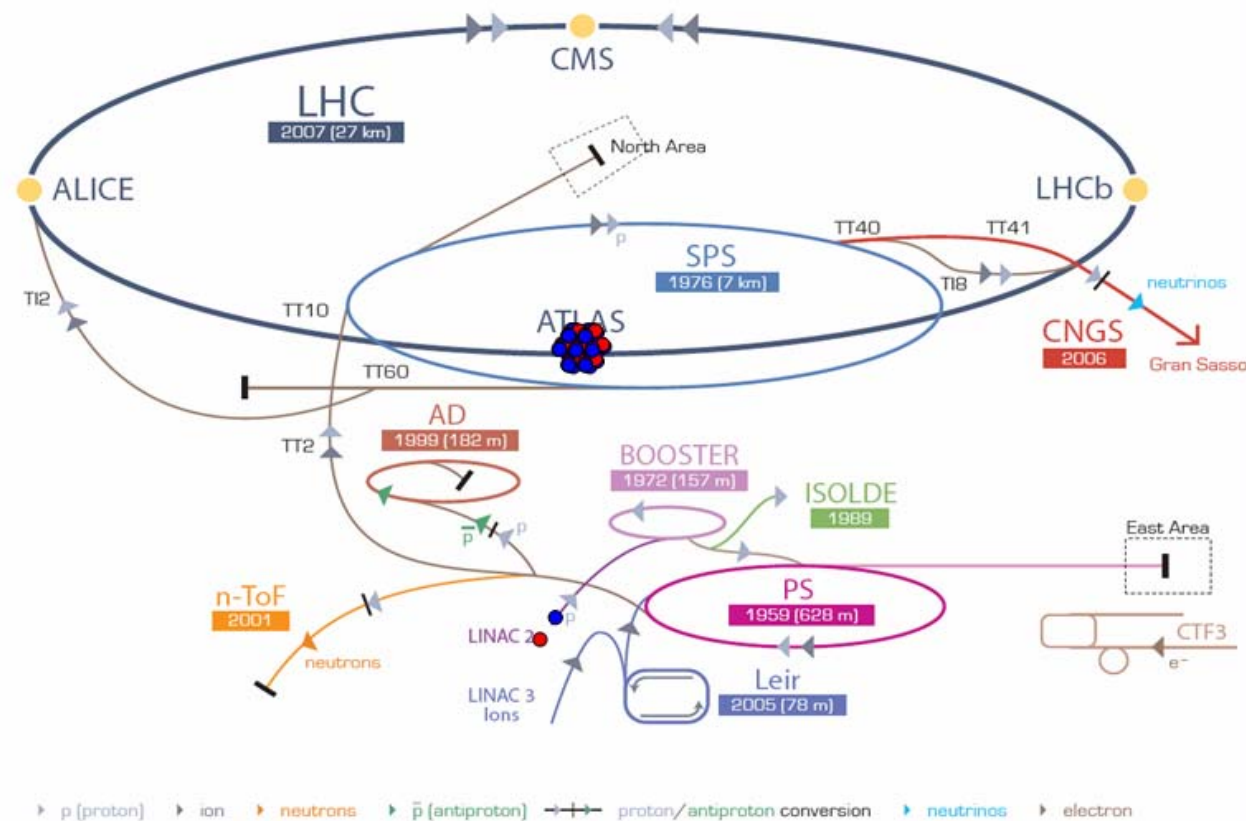 CMS
LHC
2007 (27 km)
North Area
ALICE
LHCb
p
TT40
TT41
SPS
1976 (7 km)
TI8
neutrinos
TI2
TT10
ATLAS
CNGS
2006
Gran Sasso
TT60
AD
1999 (182 m)
TT2
BOOSTER
1972 (157 m)
ISOLDE
1989
p̅
p
East Area
n-ToF
2001
PS
1959 (628 m)
p
LINAC 2
neutrons
CTF3
e⁻
LINAC 3
Ions
Leir
2005 (78 m)
p (proton)
ion
neutrons
p̅ (antiproton)
proton/antiproton conversion
neutrinos
electron